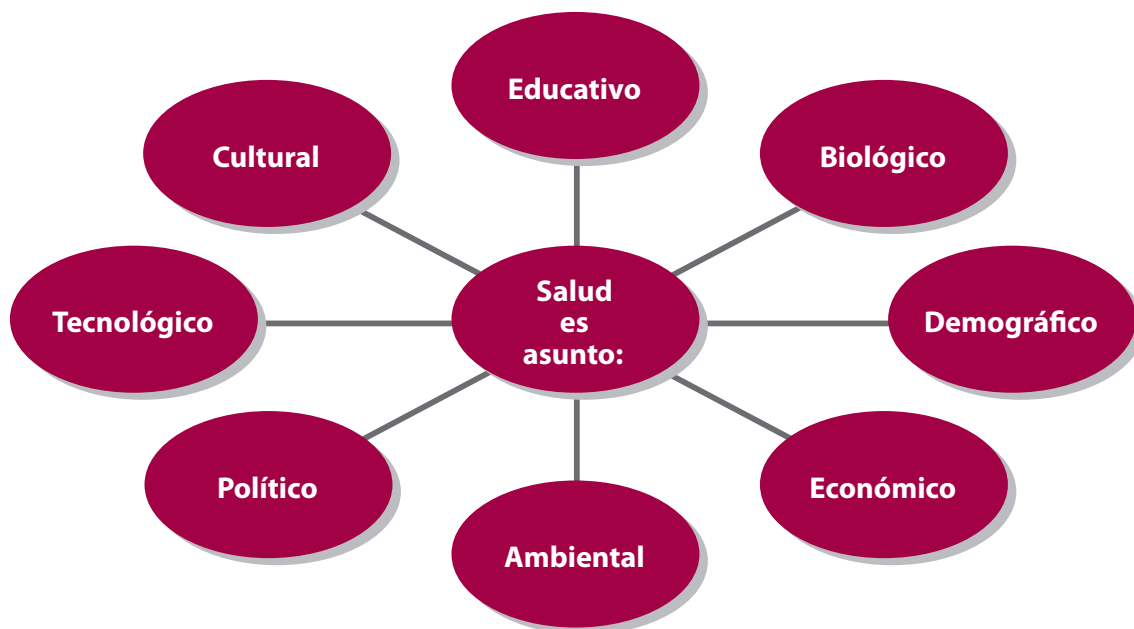 Educativo
Cultural
Biológico
Tecnológico
Salud
es
asunto:
Demográfico
Político
Económico
Ambiental